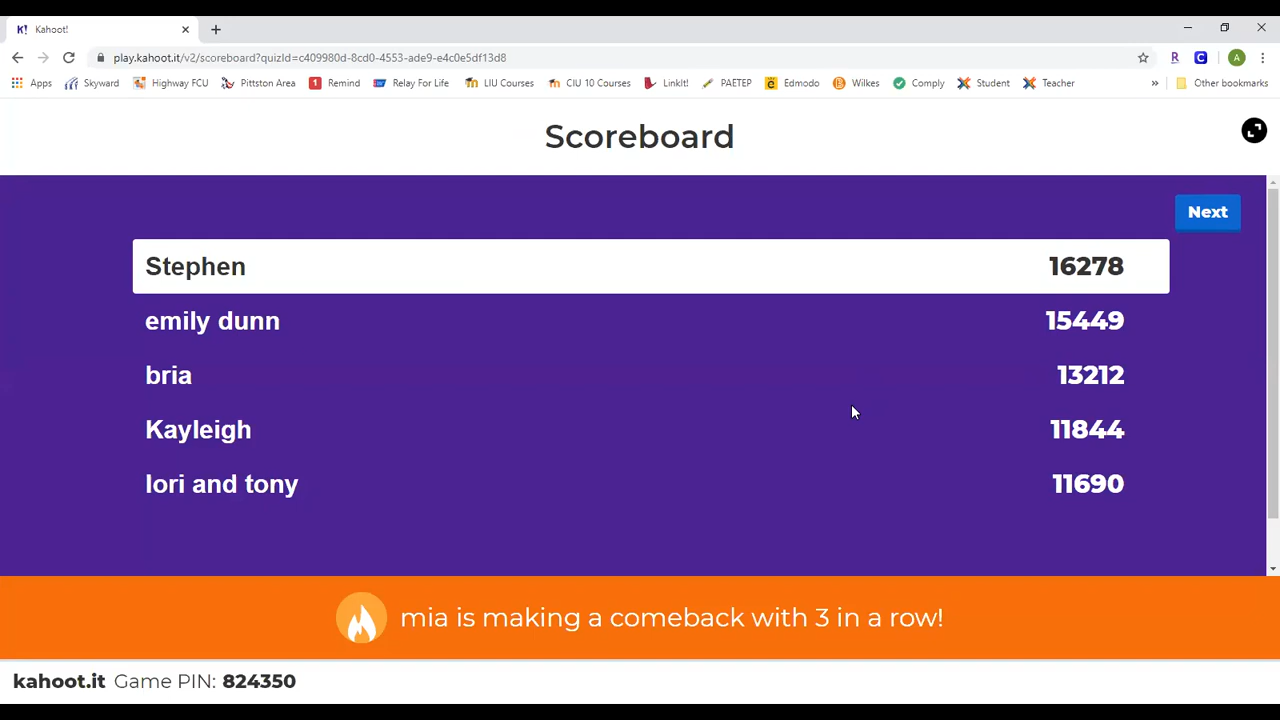 K! Kahoot!
play.kahoot.it/v2/scoreboard?quizId=c409980d-8cd0-4553-ade9-e4c0e5df13d8 R C A
Apps Skyward Highway FCU Pittston Area 1 Remind Relay For Life LIU Courses CIU 10 Courses LinkIt! PAETEP e Edmodo Wilkes Comply Student Teacher » Other bookmarks
Scoreboard
Next
Stephen 16278
emily dunn 15449
bria 13212
Kayleigh 11844
lori and tony 11690
mia is making a comeback with 3 in a row!
kahoot.it Game PIN: 824350